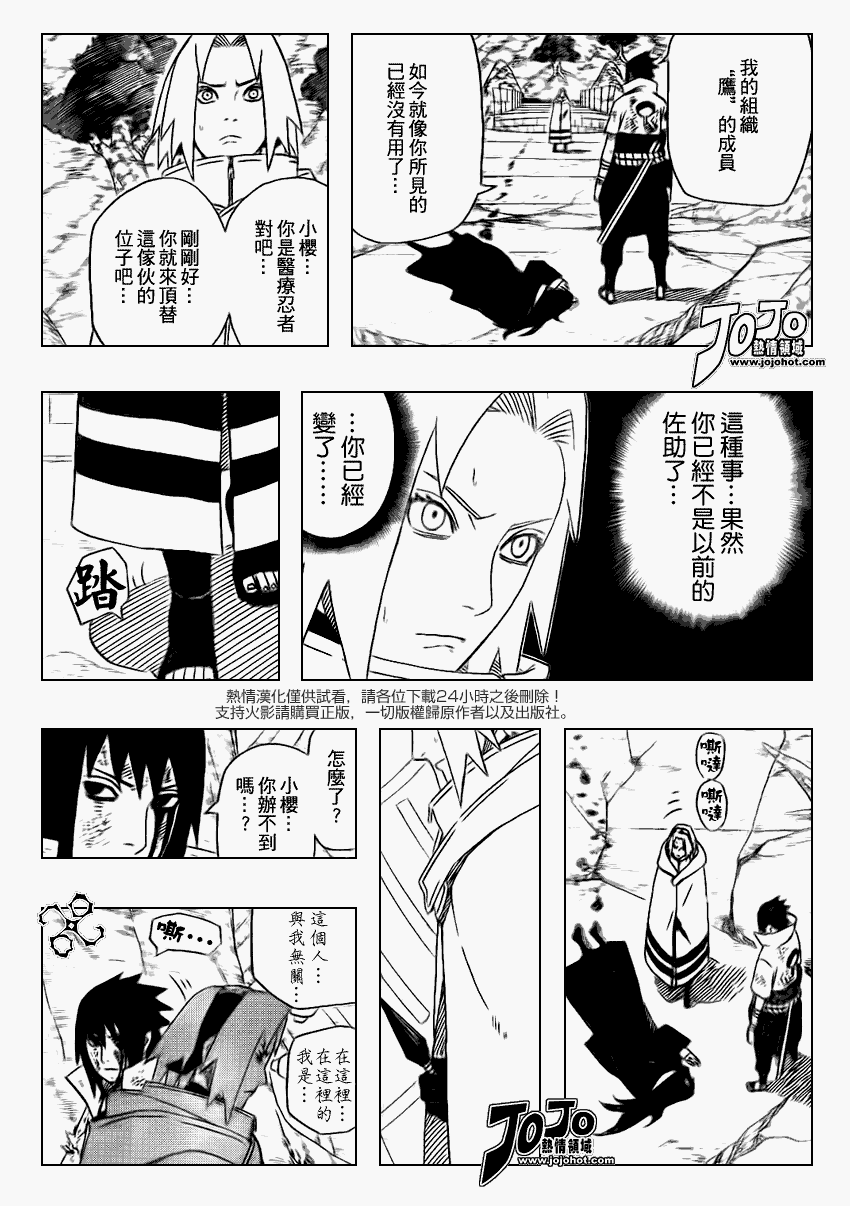 我的組織
“鷹”的成員
如今就像你所見的
已經沒有用了…
小櫻…
你是醫療忍者
對吧…
剛剛好…
你就來頂替
這傢伙的
位子吧…
JOJO
熱情領域
www.jojohot.com
這種事…果然
你已經不是以前的
佐助了…
…你已經
變了……
踏
熱情漢化僅供試看，請各位下載24小時之後刪除！
支持火影請購買正版，一切版權歸原作者以及出版社。
嘶噠
嘶噠
怎麼了？
小櫻…
你辦不到
嗎…？
這個人…
與我無關…
嘶…
在這裡…
在這裡的
我是…
JOJO
熱情領域
www.jojohot.com